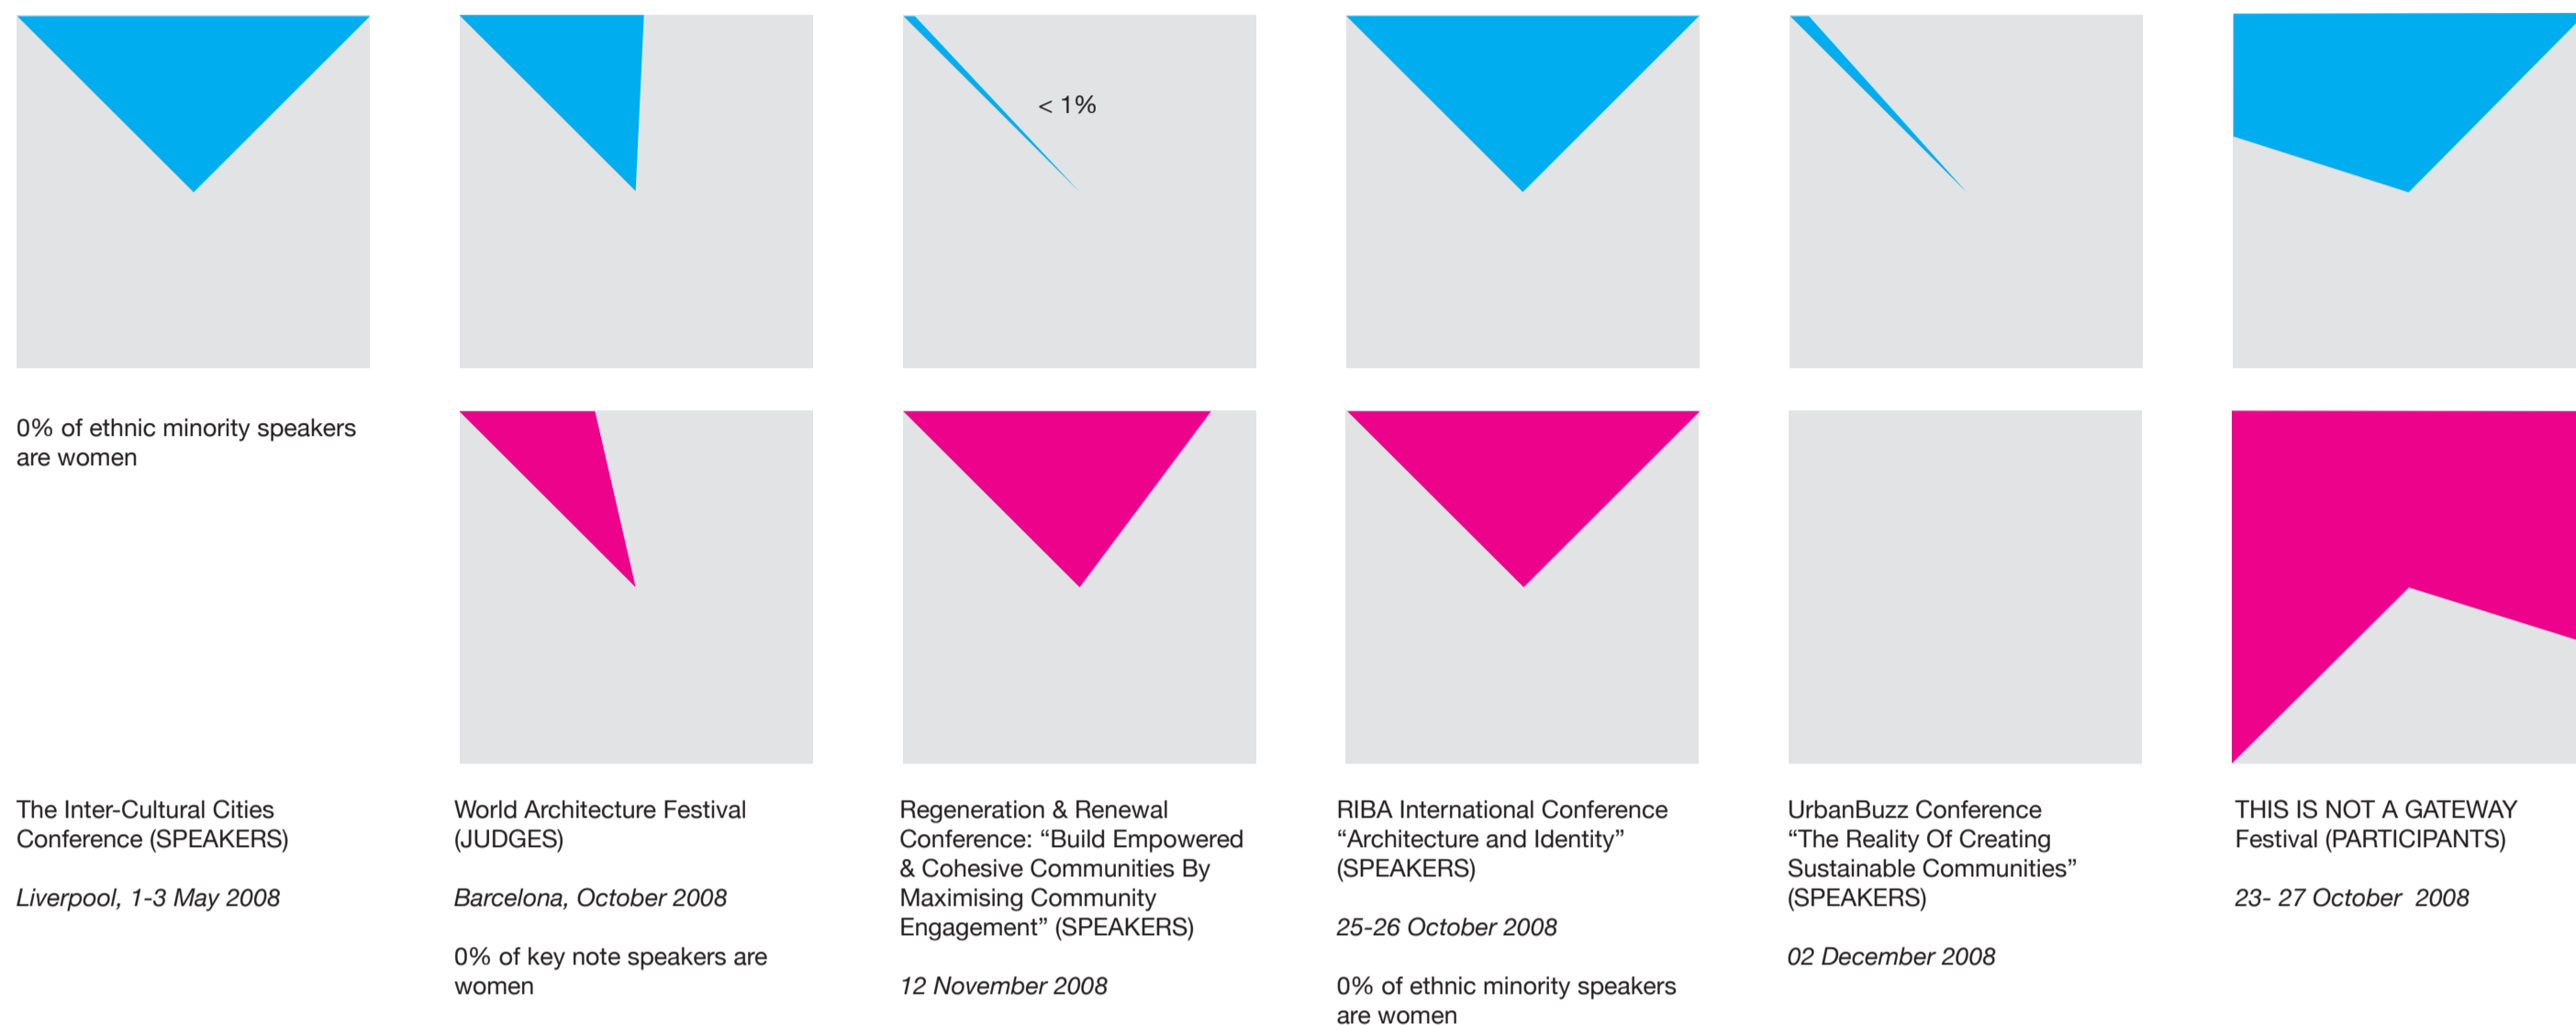 < 1%
0% of ethnic minority speakers
are women
The Inter-Cultural Cities
Conference (SPEAKERS)
Liverpool, 1-3 May 2008
World Architecture Festival
(JUDGES)
Barcelona, October 2008
0% of key note speakers are
women
Regeneration & Renewal
Conference: “Build Empowered
& Cohesive Communities By
Maximising Community
Engagement” (SPEAKERS)
12 November 2008
RIBA International Conference
“Architecture and Identity”
(SPEAKERS)
25-26 October 2008
0% of ethnic minority speakers
are women
UrbanBuzz Conference
“The Reality Of Creating
Sustainable Communities”
(SPEAKERS)
02 December 2008
THIS IS NOT A GATEWAY
Festival (PARTICIPANTS)
23- 27 October  2008